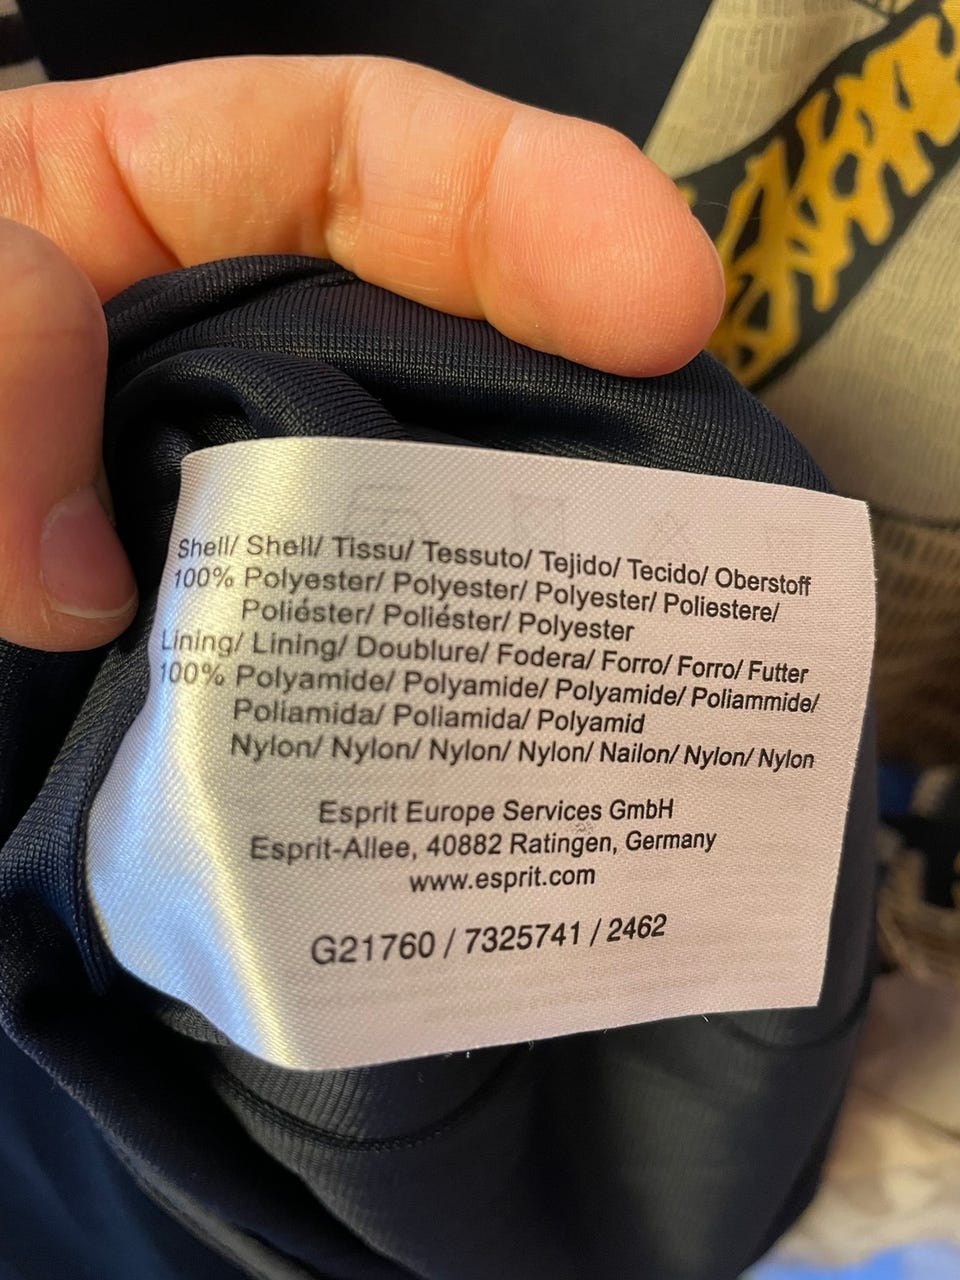 Shell/ Shell/ Tissu/ Tessuto/ Tejido/ Tecido/ Oberstoff
100% Polyester/ Polyester/ Polyester/ Poliestere/
Poliéster/ Poliéster/ Polyester
Lining/ Lining/ Doublure/ Fodera/ Forro/ Forro/ Futter
100% Polyamide/ Polyamide/ Polyamide/ Poliammide/
Poliamida/ Poliamida/ Polyamid
Nylon/ Nylon/ Nylon/ Nylon/ Nailon/ Nylon/ Nylon
Esprit Europe Services GmbH
Esprit-Allee, 40882 Ratingen, Germany
www.esprit.com
G21760 / 7325741 / 2462